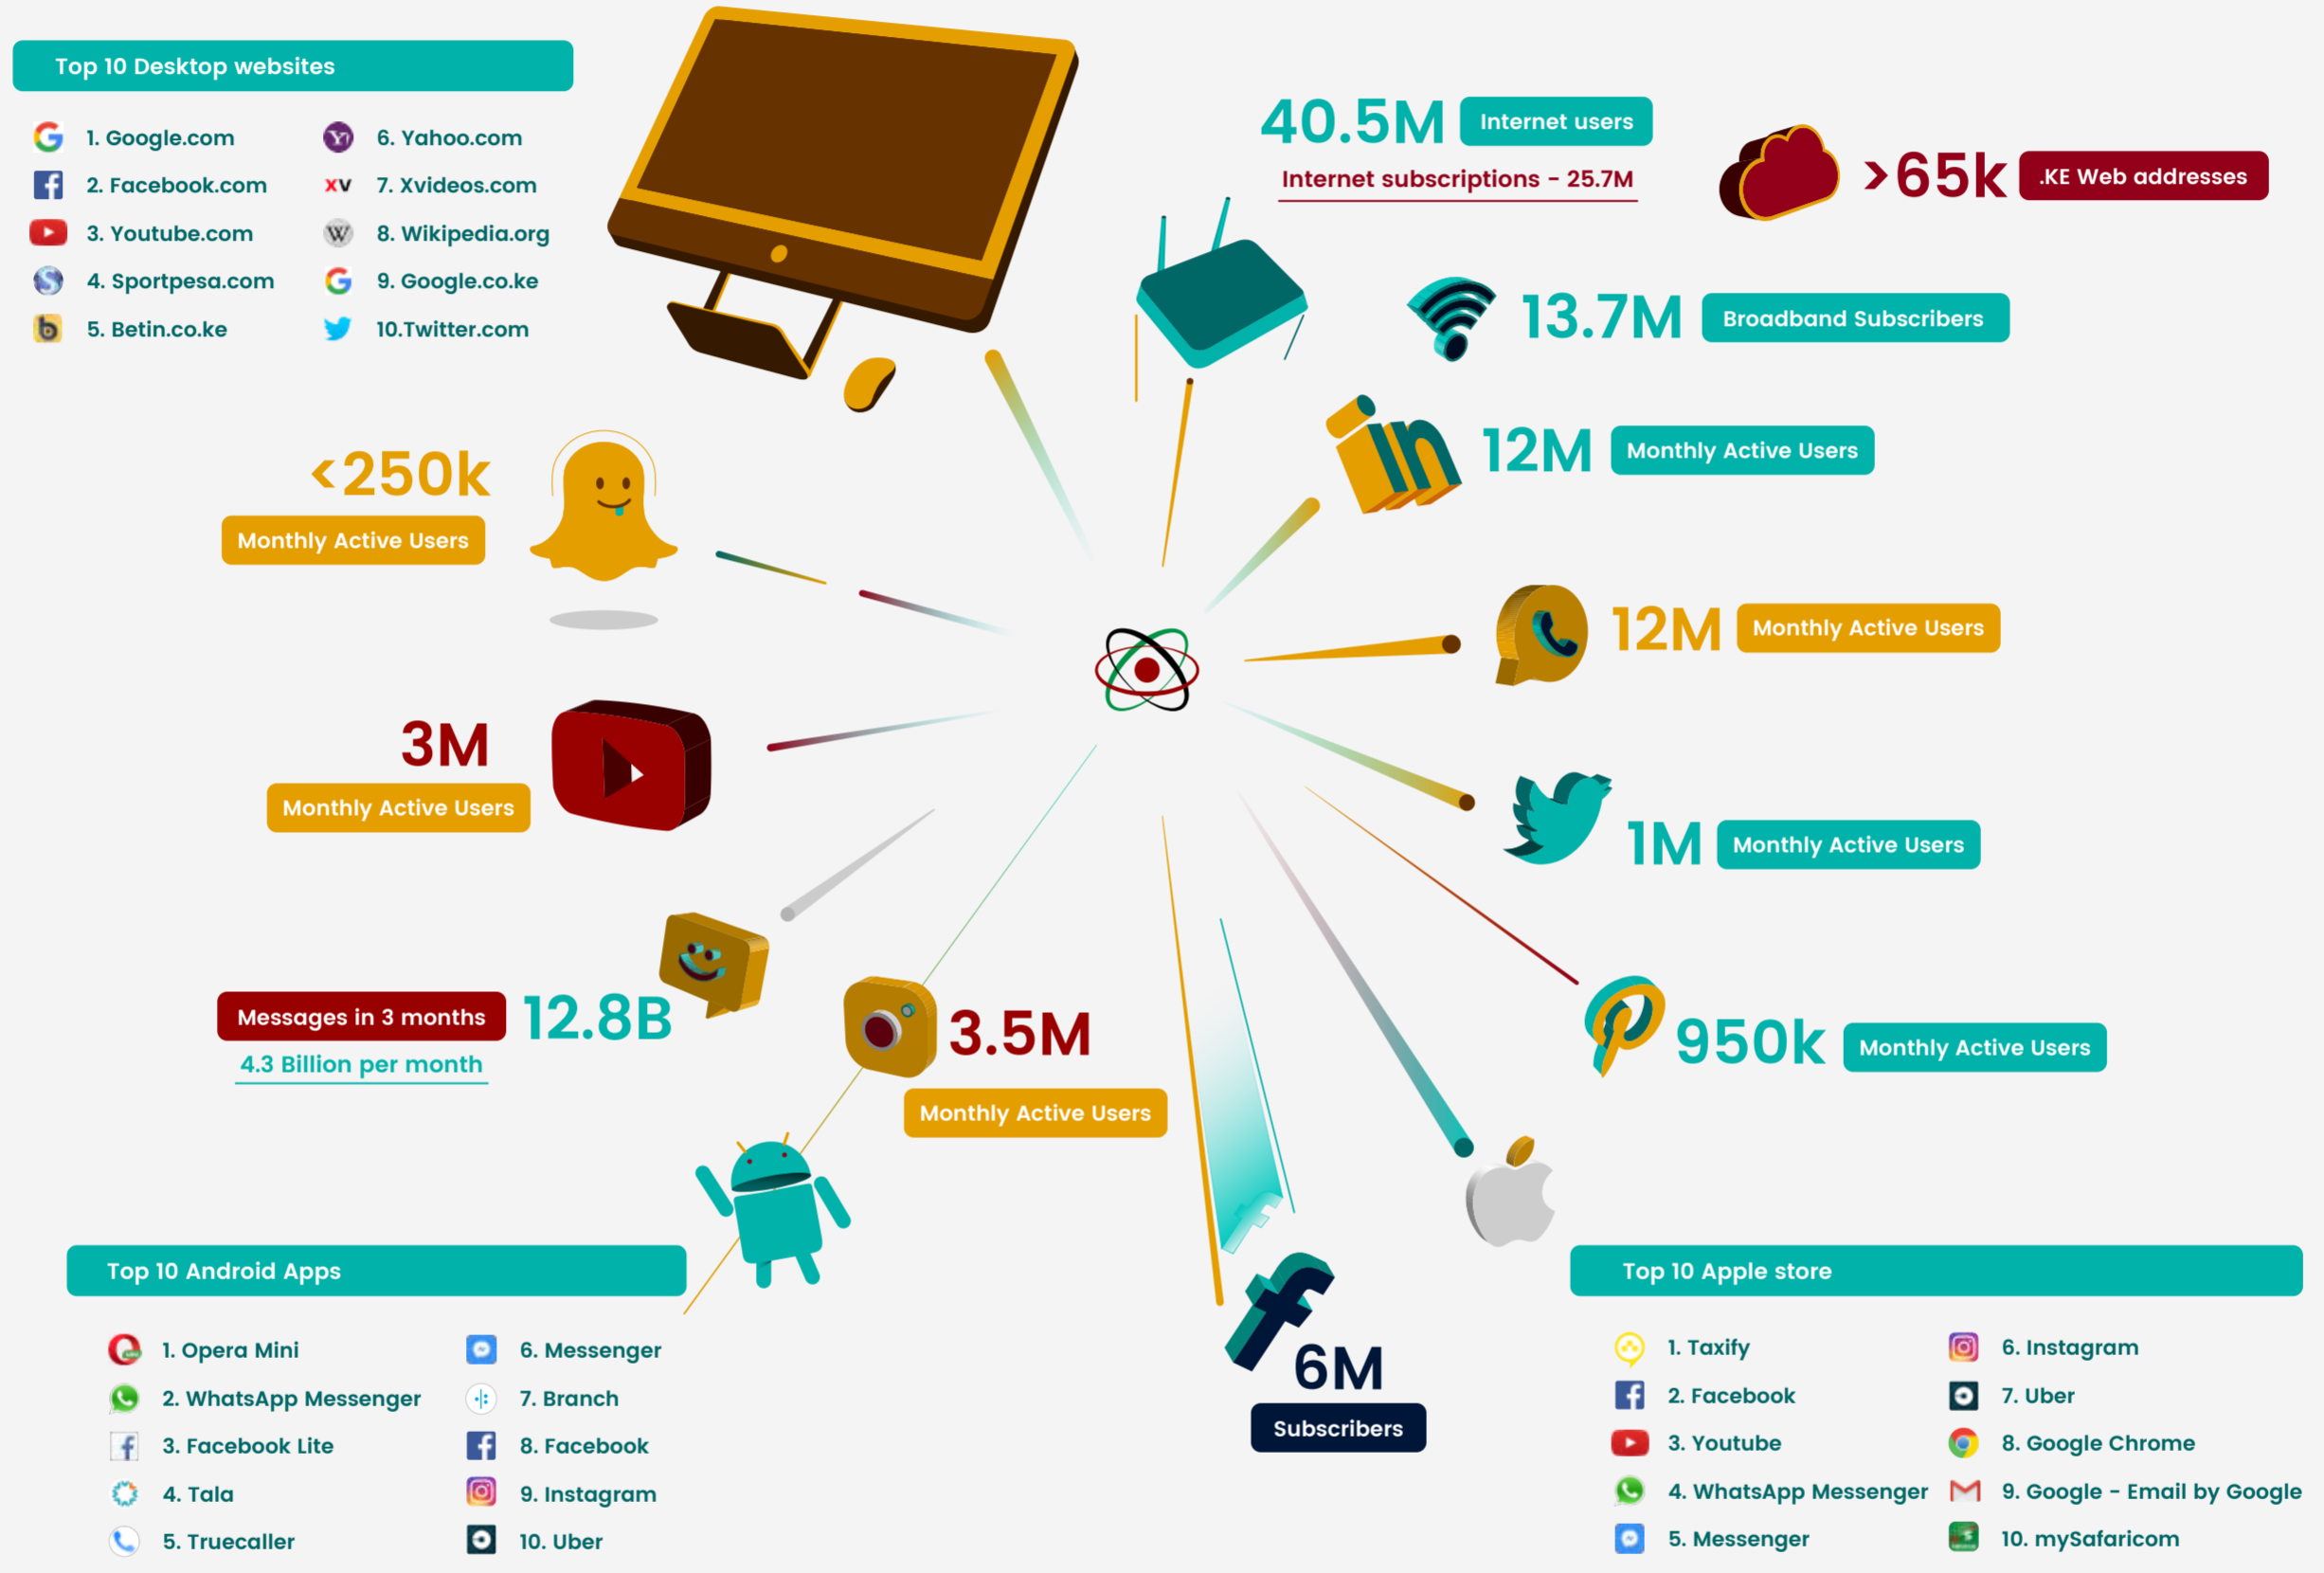 Top 10 Desktop websites
1. Google.com
2. Facebook.com
3. Youtube.com
4. Sportpesa.com
5. Betin.co.ke
6. Yahoo.com
XV 7. Xvideos.com
W 8. Wikipedia.org
9. Google.co.ke
10.Twitter.com
40.5M Internet users
Internet subscriptions - 25.7M
>65k .KE Web addresses
13.7M Broadband Subscribers
in 12M Monthly Active Users
12M Monthly Active Users
1M Monthly Active Users
950k Monthly Active Users
<250k
Monthly Active Users
3M
Monthly Active Users
Messages in 3 months 12.8B
4.3 Billion per month
3.5M
Monthly Active Users
6M
Subscribers
Top 10 Android Apps
1. Opera Mini
2. WhatsApp Messenger
3. Facebook Lite
4. Tala
5. Truecaller
6. Messenger
7. Branch
8. Facebook
9. Instagram
10. Uber
Top 10 Apple store
1. Taxify
2. Facebook
3. Youtube
4. WhatsApp Messenger
5. Messenger
6. Instagram
7. Uber
8. Google Chrome
9. Google - Email by Google
10. mySafaricom